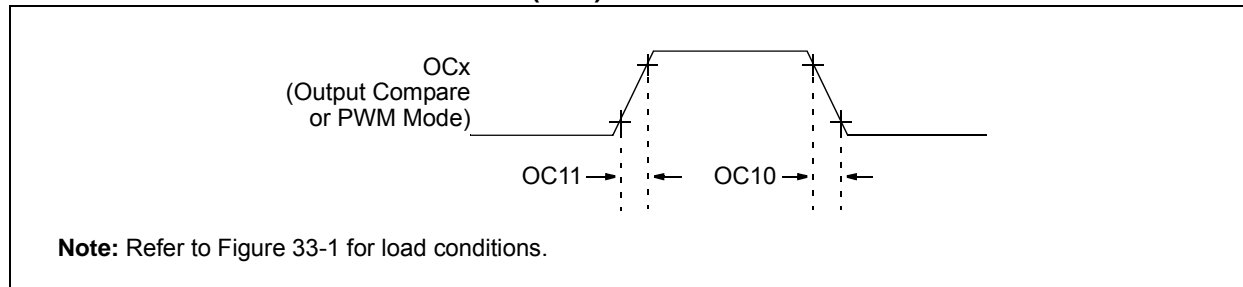 OCx
(Output Compare
or PWM Mode)
OC11
OC10
Note: Refer to Figure 33-1 for load conditions.